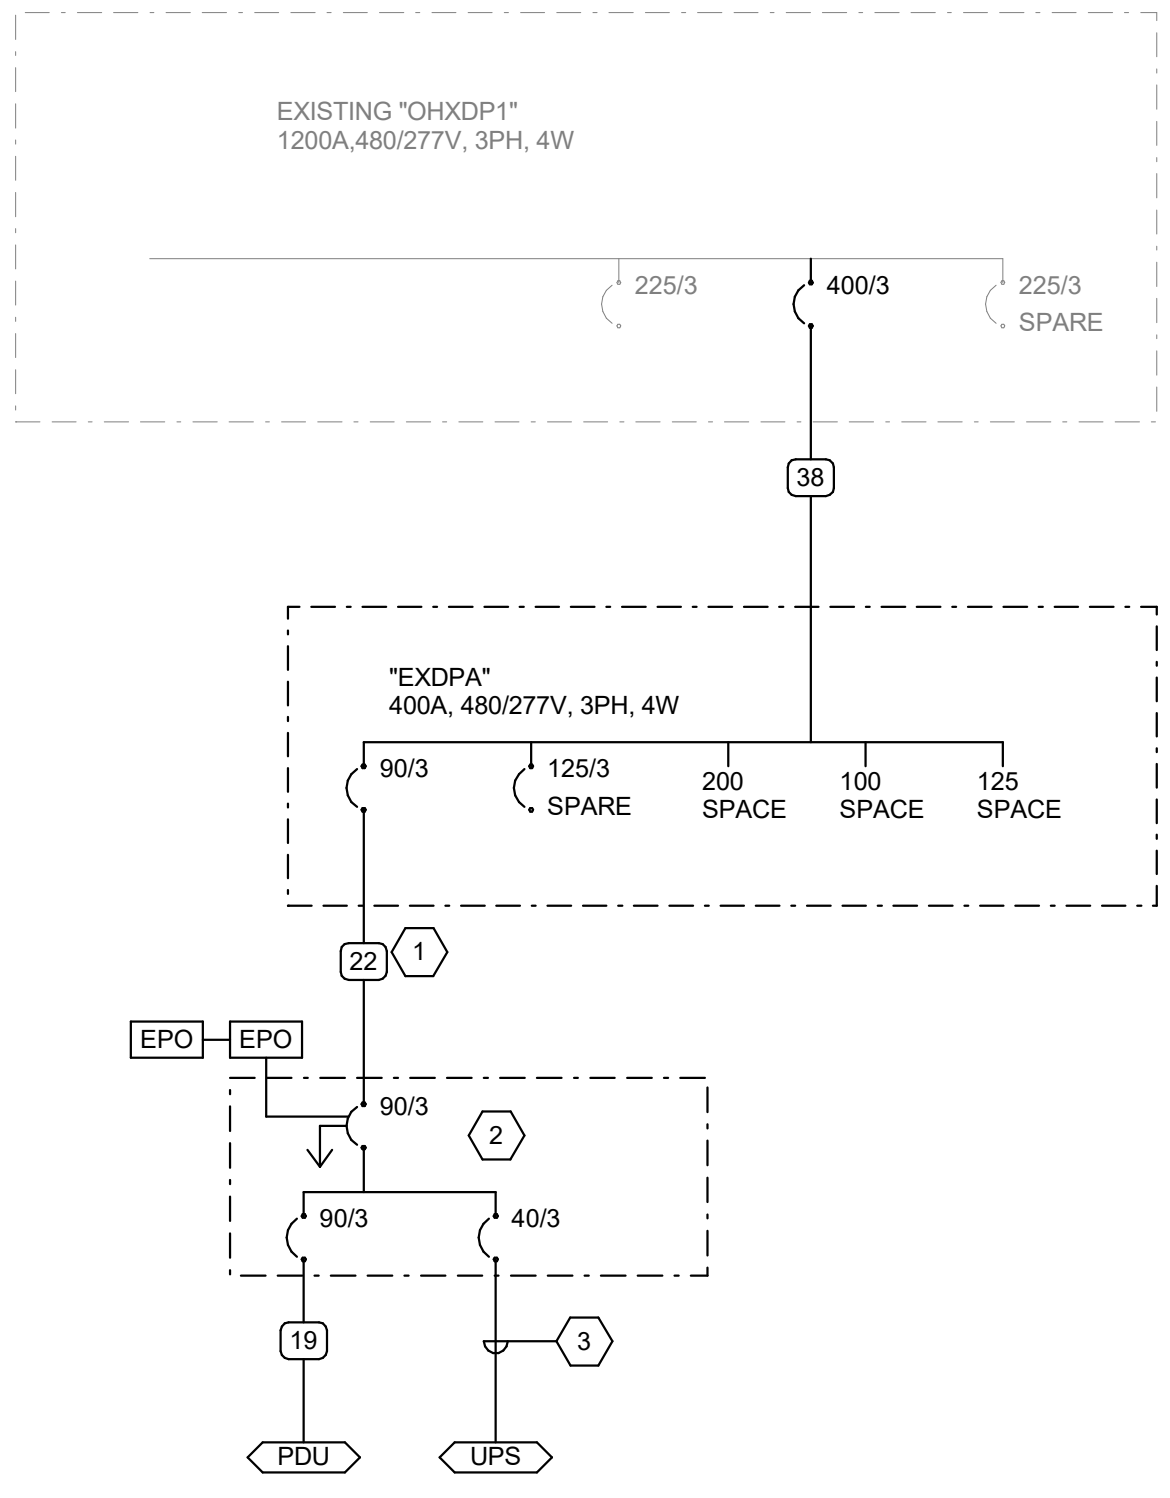 EXISTING "OHXDP1"
1200A,480/277V, 3PH, 4W
225/3
400/3
225/3
SPARE
38
"EXDPA"
400A, 480/277V, 3PH, 4W
90/3
125/3
SPARE
200
SPACE
100
SPACE
125
SPACE
22
1
EPO
EPO
90/3
2
90/3
40/3
19
3
PDU
UPS